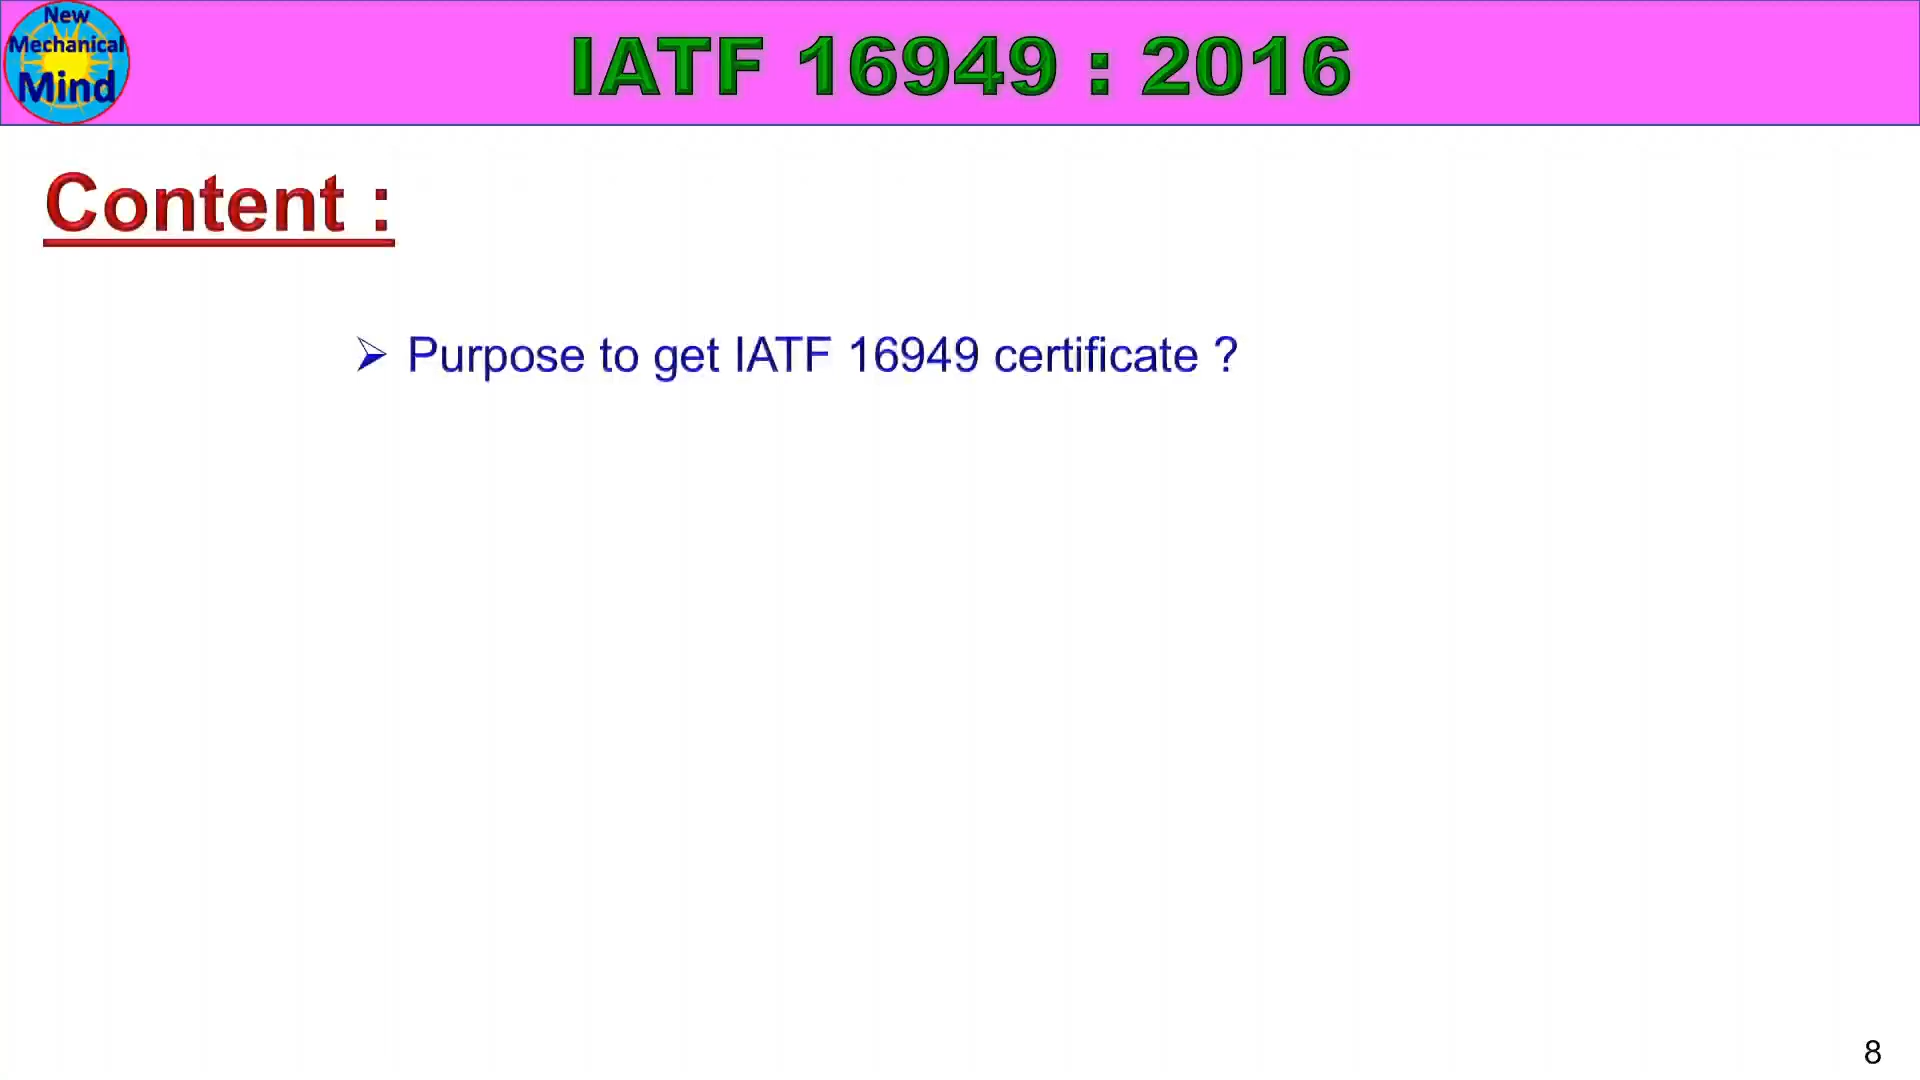 New
Mechanical
Mind
IATF 16949 : 2016
Content :
➢ Purpose to get IATF 16949 certificate ?
8